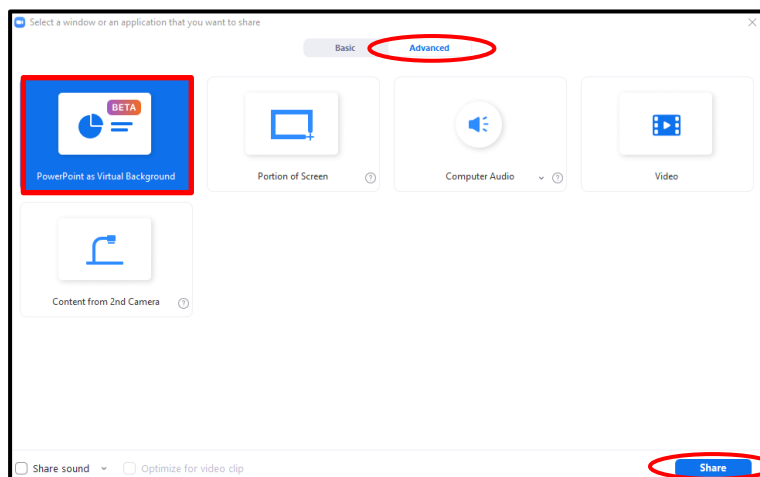 Select a window or an application that you want to share
Basic Advanced
BETA
PowerPoint as Virtual Background
Portion of Screen
Computer Audio
Video
Content from 2nd Camera
Share sound
Optimize for video clip
Share